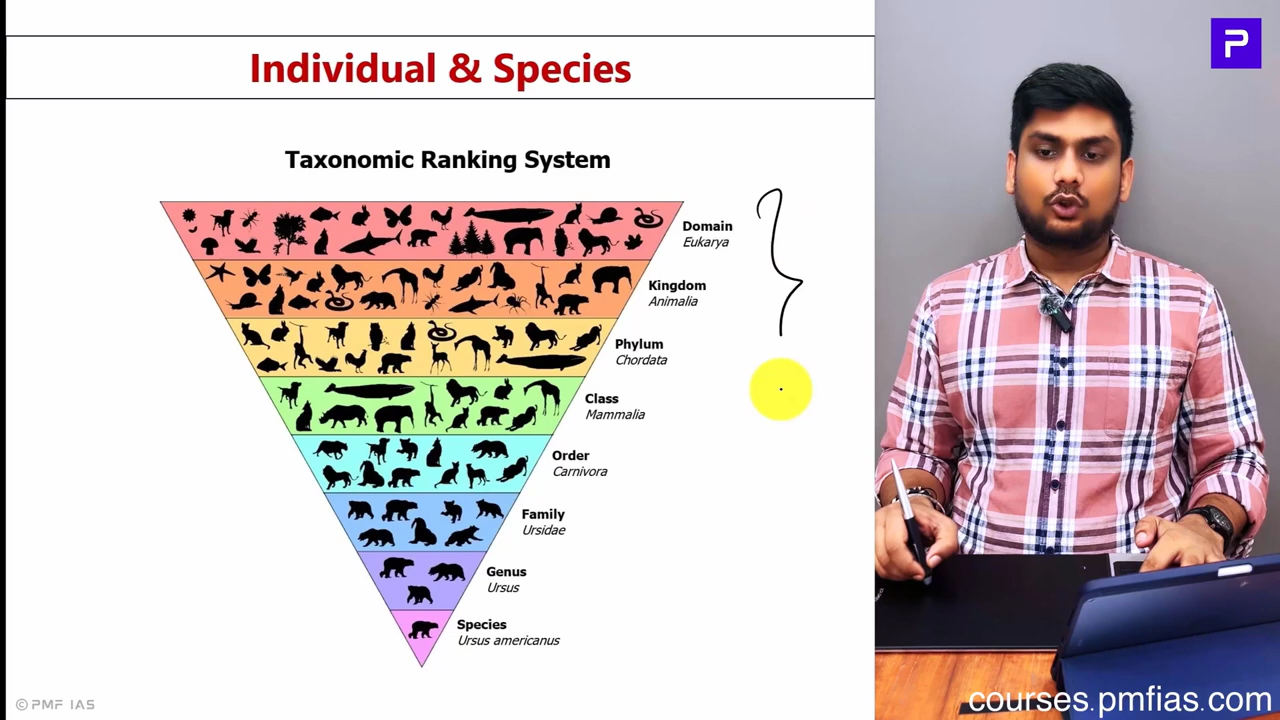 Individual & Species
Taxonomic Ranking System
Domain
Eukarya
Kingdom
Animalia
Phylum
Chordata
Class
Mammalia
Order
Carnivora
Family
Ursidae
Genus
Ursus
Species
Ursus americanus
© PMF IAS
P
courses.pmfias.com